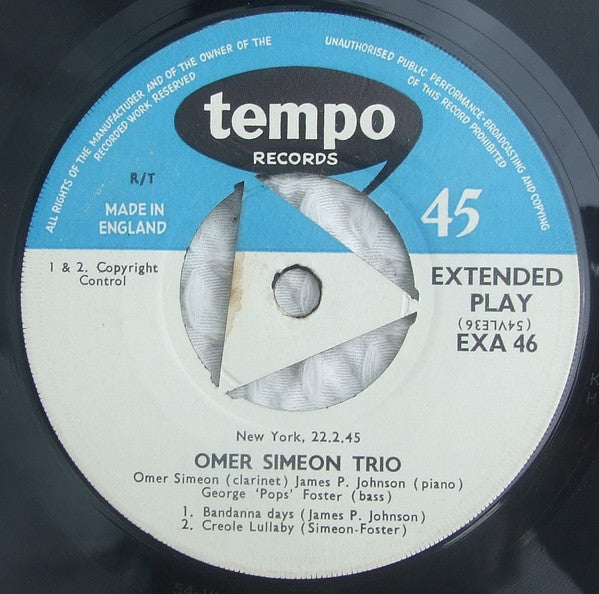 ALL RIGHTS OF THE MANUFACTURER AND OF THE OWNER OF THE
RECORDED WORK RESERVED
UNAUTHORISED PUBLIC PERFORMANCE·BROADCASTING AND COPYING
OF THIS RECORD PROHIBITED
tempo
RECORDS
R/T
MADE IN
ENGLAND
45
1 & 2. Copyright
Control
EXTENDED
PLAY
(54VLE36)
EXA 46
New York, 22.2.45
OMER SIMEON TRIO
Omer Simeon (clarinet) James P. Johnson (piano)
George 'Pops' Foster (bass)
1. Bandanna days (James P. Johnson)
2. Creole Lullaby (Simeon-Foster)